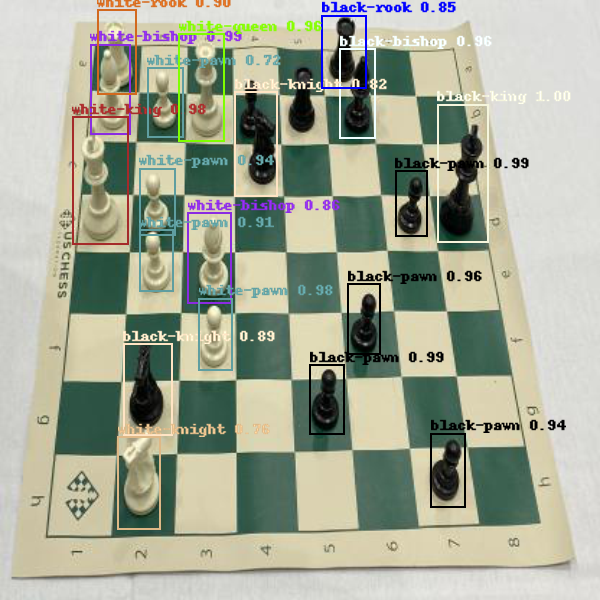 white-rook 0.90
black-rook 0.85
white-queen 0.96
white-bishop 0.99
black-bishop 0.96
white-pawn 0.72
black-knight 0.82
black-king 1.00
white-king 0.98
white-pawn 0.94
black-pawn 0.99
white-bishop 0.86
white-pawn 0.91
US CHESS
black-pawn 0.96
white-pawn 0.98
black-knight 0.89
black-pawn 0.99
black-pawn 0.94
a
4
5
a
b
c
d
e
f
f
g
g
h
h
1
2
3
4
5
6
7
8